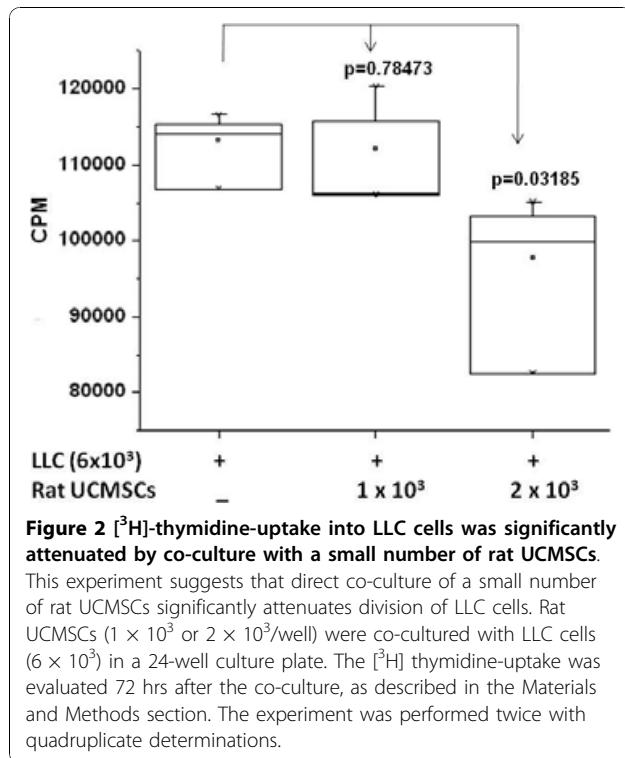 p=0.78473
p=0.03185
120000
110000
100000
90000
80000
CPM
LLC (6x10³) + + +
Rat UCMSCs _ 1 x 10³ 2 x 10³
Figure 2 [³H]-thymidine-uptake into LLC cells was significantly
attenuated by co-culture with a small number of rat UCMSCs.
This experiment suggests that direct co-culture of a small number
of rat UCMSCs significantly attenuates division of LLC cells. Rat
UCMSCs (1 × 10³ or 2 × 10³/well) were co-cultured with LLC cells
(6 × 10³) in a 24-well culture plate. The [³H] thymidine-uptake was
evaluated 72 hrs after the co-culture, as described in the Materials
and Methods section. The experiment was performed twice with
quadruplicate determinations.